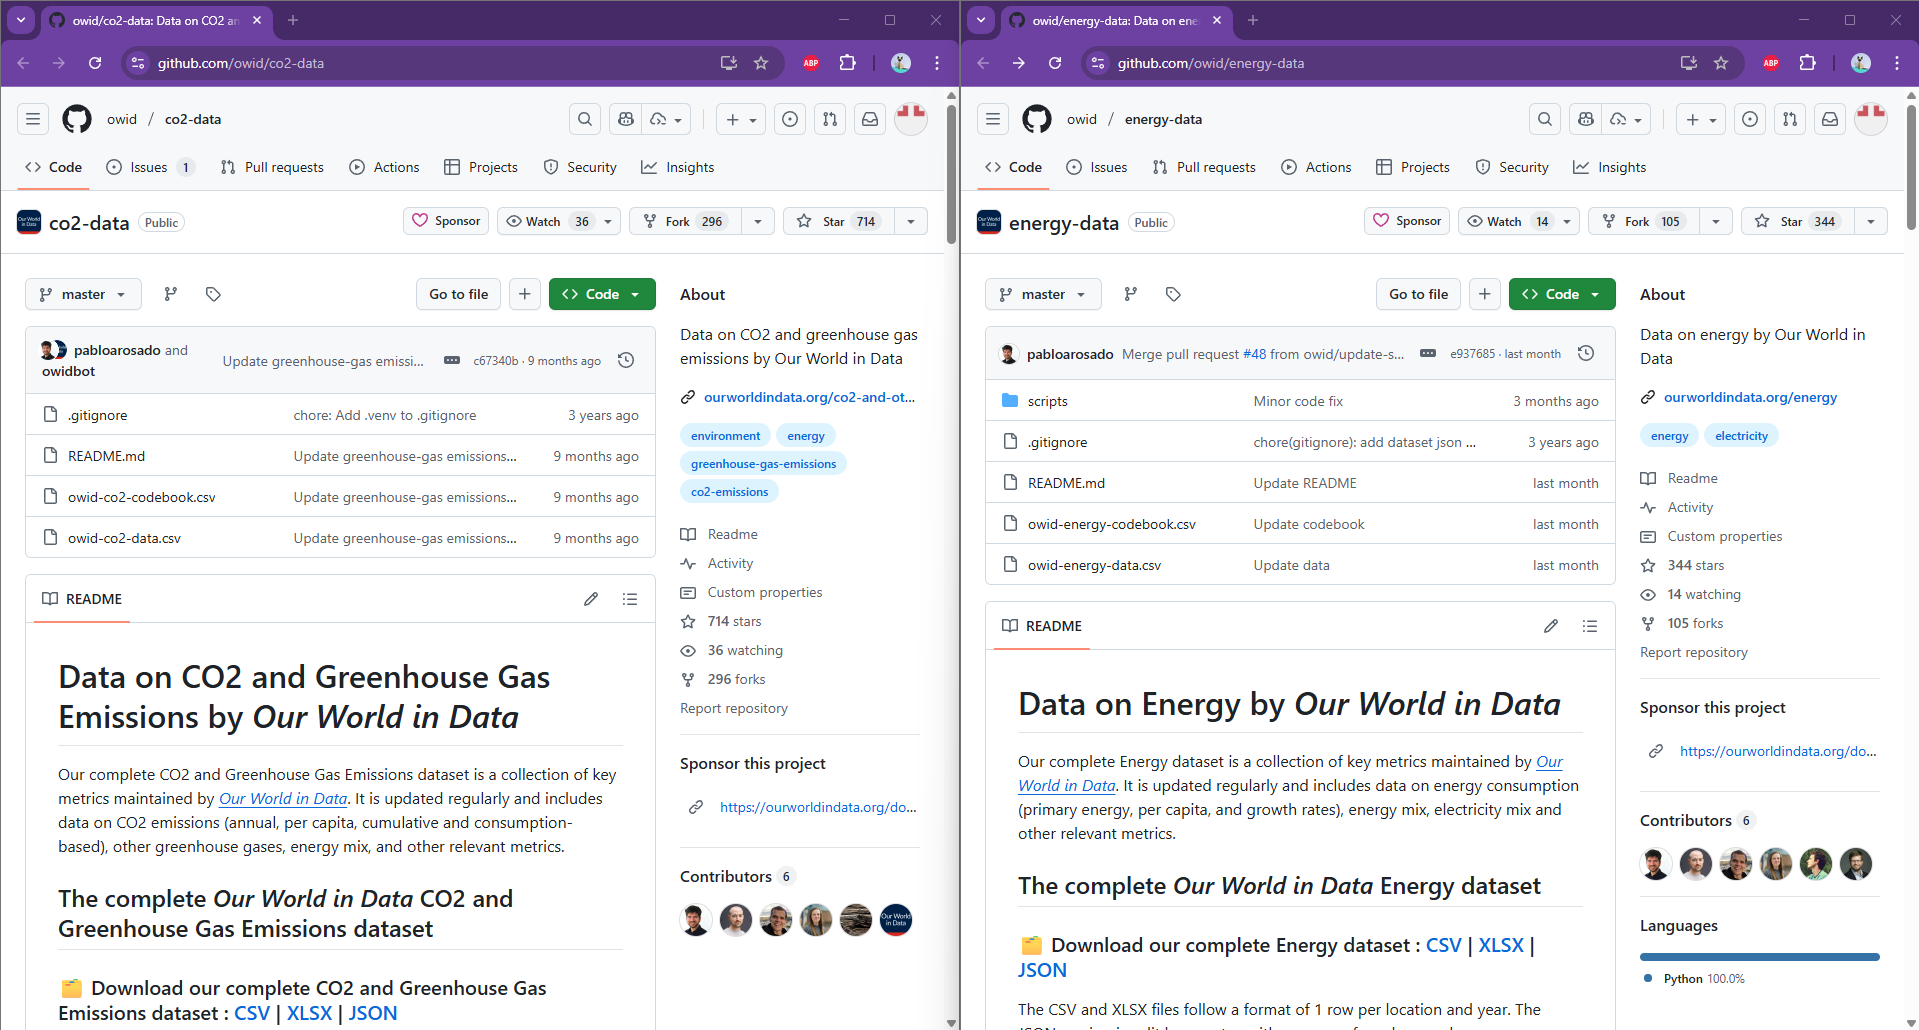 owid/co2-data: Data on CO2 an
github.com/owid/co2-data
ABP
owid / co2-data
Code
Issues 1
Pull requests
Actions
Projects
Security
Insights
co2-data Public
Sponsor
Watch 36
Fork 296
Star 714
master
Go to file
Code
pabloarosado and
owidbot
Update greenhouse-gas emissi...
c67340b · 9 months ago
.gitignore chore: Add .venv to .gitignore 3 years ago
README.md Update greenhouse-gas emissions... 9 months ago
owid-co2-codebook.csv Update greenhouse-gas emissions... 9 months ago
owid-co2-data.csv Update greenhouse-gas emissions... 9 months ago
README
Data on CO2 and Greenhouse Gas
Emissions by Our World in Data
Our complete CO2 and Greenhouse Gas Emissions dataset is a collection of key
metrics maintained by Our World in Data. It is updated regularly and includes
data on CO2 emissions (annual, per capita, cumulative and consumption-
based), other greenhouse gases, energy mix, and other relevant metrics.
The complete Our World in Data CO2 and
Greenhouse Gas Emissions dataset
Download our complete CO2 and Greenhouse Gas
Emissions dataset : CSV | XLSX | JSON
About
Data on CO2 and greenhouse gas
emissions by Our World in Data
ourworldindata.org/co2-and-ot...
environment energy
greenhouse-gas-emissions
co2-emissions
Readme
Activity
Custom properties
714 stars
36 watching
296 forks
Report repository
Sponsor this project
https://ourworldindata.org/do...
Contributors 6
Our World
in Data
owid/energy-data: Data on ene
github.com/owid/energy-data
ABP
owid / energy-data
Code
Issues
Pull requests
Actions
Projects
Security
Insights
energy-data Public
Sponsor
Watch 14
Fork 105
Star 344
master
Go to file
Code
pabloarosado Merge pull request #48 from owid/update-s... e937685 · last month
scripts Minor code fix 3 months ago
.gitignore chore(gitignore): add dataset json ... 3 years ago
README.md Update README last month
owid-energy-codebook.csv Update codebook last month
owid-energy-data.csv Update data last month
README
Data on Energy by Our World in Data
Our complete Energy dataset is a collection of key metrics maintained by Our
World in Data. It is updated regularly and includes data on energy consumption
(primary energy, per capita, and growth rates), energy mix, electricity mix and
other relevant metrics.
The complete Our World in Data Energy dataset
Download our complete Energy dataset : CSV | XLSX |
JSON
The CSV and XLSX files follow a format of 1 row per location and year. The
About
Data on energy by Our World in
Data
ourworldindata.org/energy
energy electricity
Readme
Activity
Custom properties
344 stars
14 watching
105 forks
Report repository
Sponsor this project
https://ourworldindata.org/do...
Contributors 6
Languages
Python 100.0%